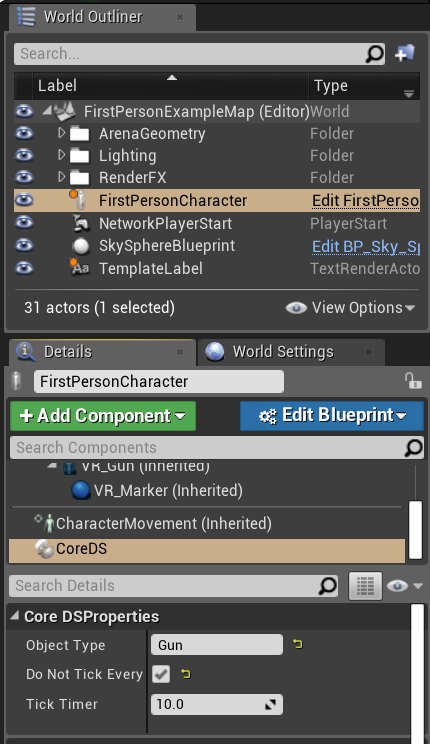 World Outliner
Search...
Label Type
FirstPersonExampleMap (Editor) World
ArenaGeometry Folder
Lighting Folder
RenderFX Folder
FirstPersonCharacter Edit FirstPerso
NetworkPlayerStart PlayerStart
SkySphereBlueprint Edit BP_Sky_Sp
TemplateLabel TextRenderActo
31 actors (1 selected) View Options
Details World Settings
FirstPersonCharacter
+ Add Component Edit Blueprint
Search Components
VR_Gun (Inherited)
VR_Marker (Inherited)
CharacterMovement (Inherited)
CoreDS
Search Details
Core DSProperties
Object Type Gun
Do Not Tick Every
Tick Timer 10.0